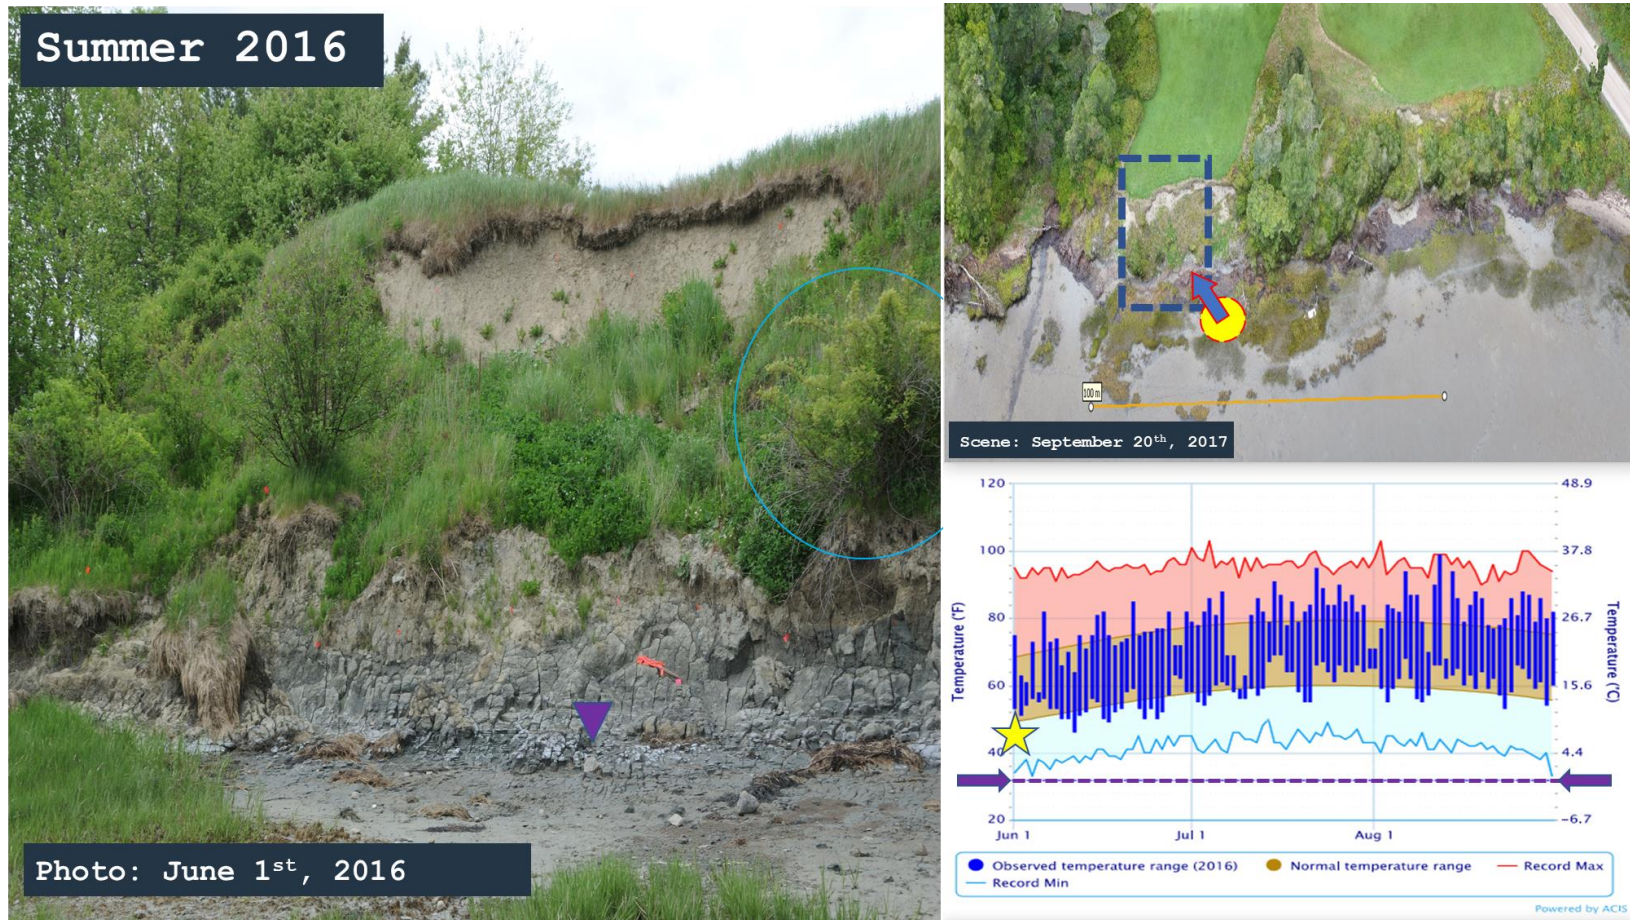 Summer 2016
Photo: June 1st, 2016
100 m
Scene: September 20th, 2017
120
100
80
60
40
20
Temperature (°F)
48.9
37.8
26.7
15.6
4.4
−6.7
Temperature (°C)
Jun 1
Jul 1
Aug 1
Observed temperature range (2016)
Normal temperature range
Record Max
Record Min
Powered by ACIS